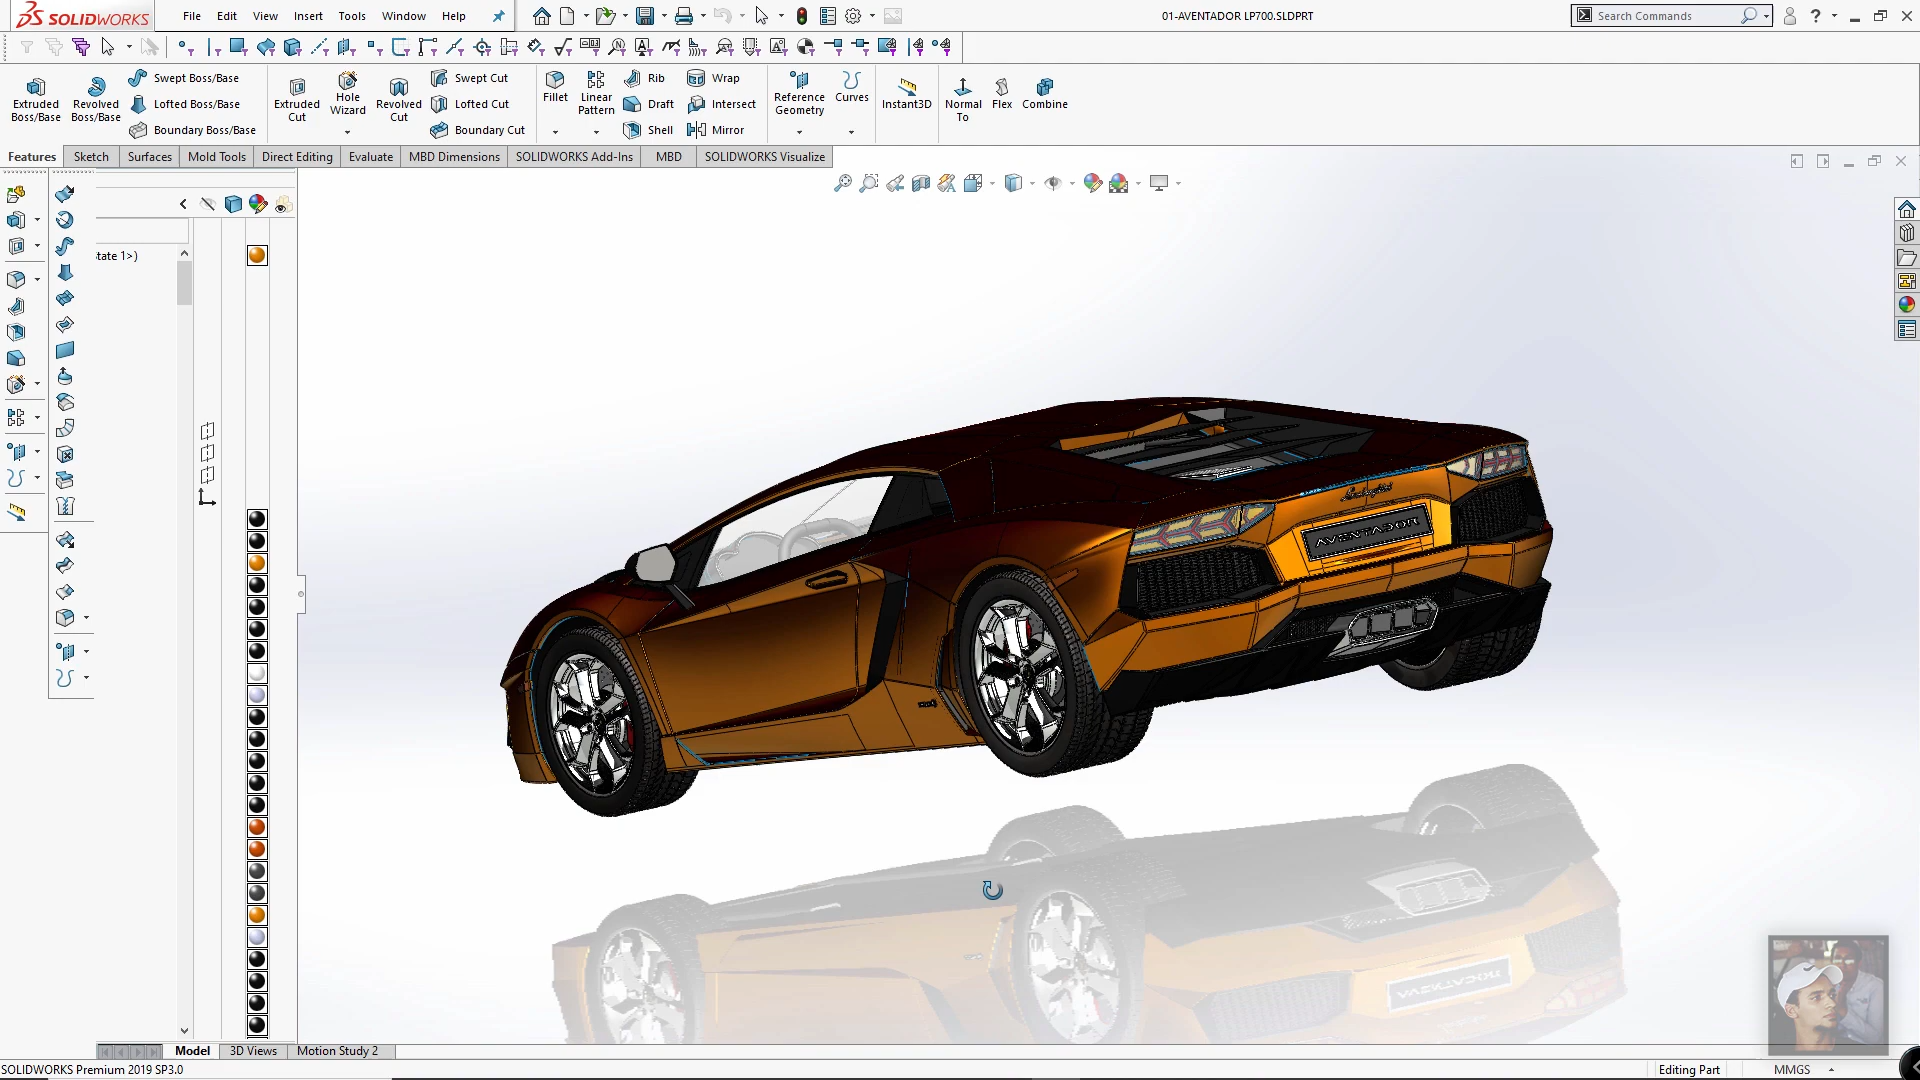 SOLIDWORKS
File Edit View Insert Tools Window Help
01-AVENTADOR LP700.SLDPRT
Search Commands
?
Extruded Boss/Base
Revolved Boss/Base
Swept Boss/Base
Lofted Boss/Base
Boundary Boss/Base
Extruded Cut
Hole Wizard
Revolved Cut
Swept Cut
Lofted Cut
Boundary Cut
Fillet
Linear Pattern
Rib
Draft
Shell
Wrap
Intersect
Mirror
Reference Geometry
Curves
Instant3D
Normal To
Flex
Combine
Features Sketch Surfaces Mold Tools Direct Editing Evaluate MBD Dimensions SOLIDWORKS Add-Ins MBD SOLIDWORKS Visualize
tate 1>)
Lamborghini
AVENTADOR
Model 3D Views Motion Study 2
SOLIDWORKS Premium 2019 SP3.0
Editing Part
MMGS